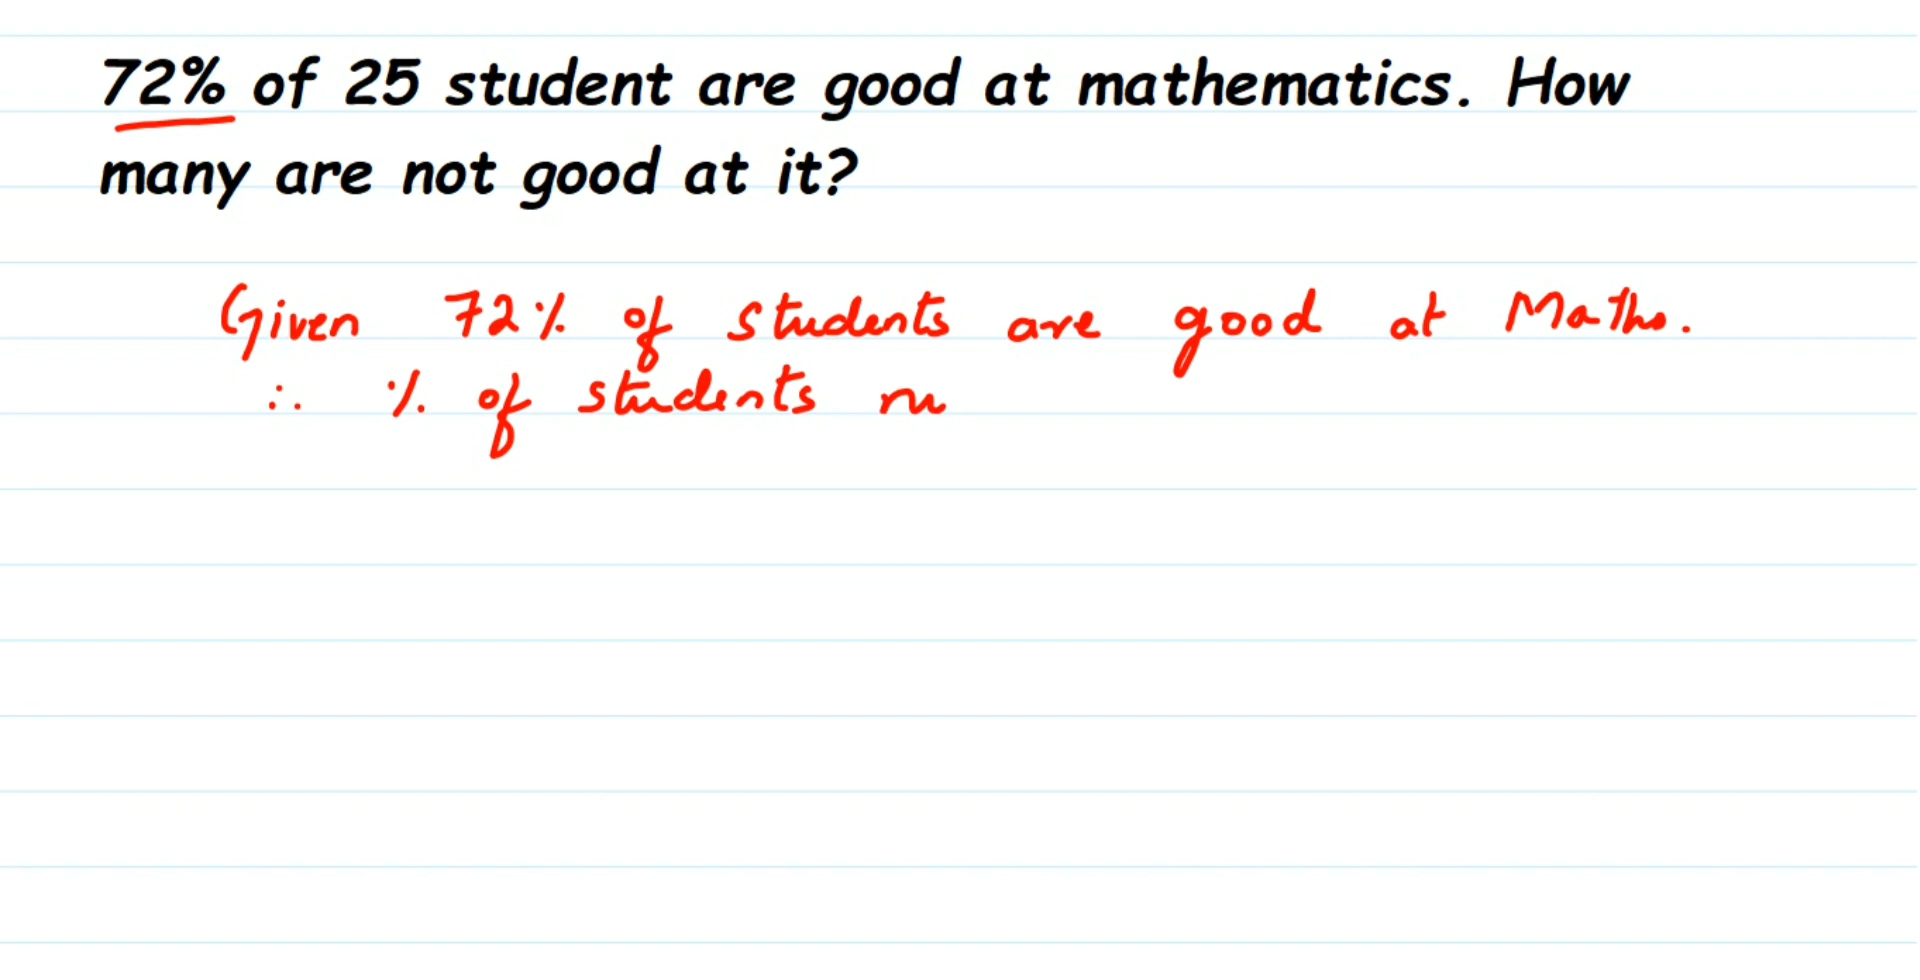 72% of 25 student are good at mathematics. How
many are not good at it?
Given 72% of students are good at Maths.
∴ % of students